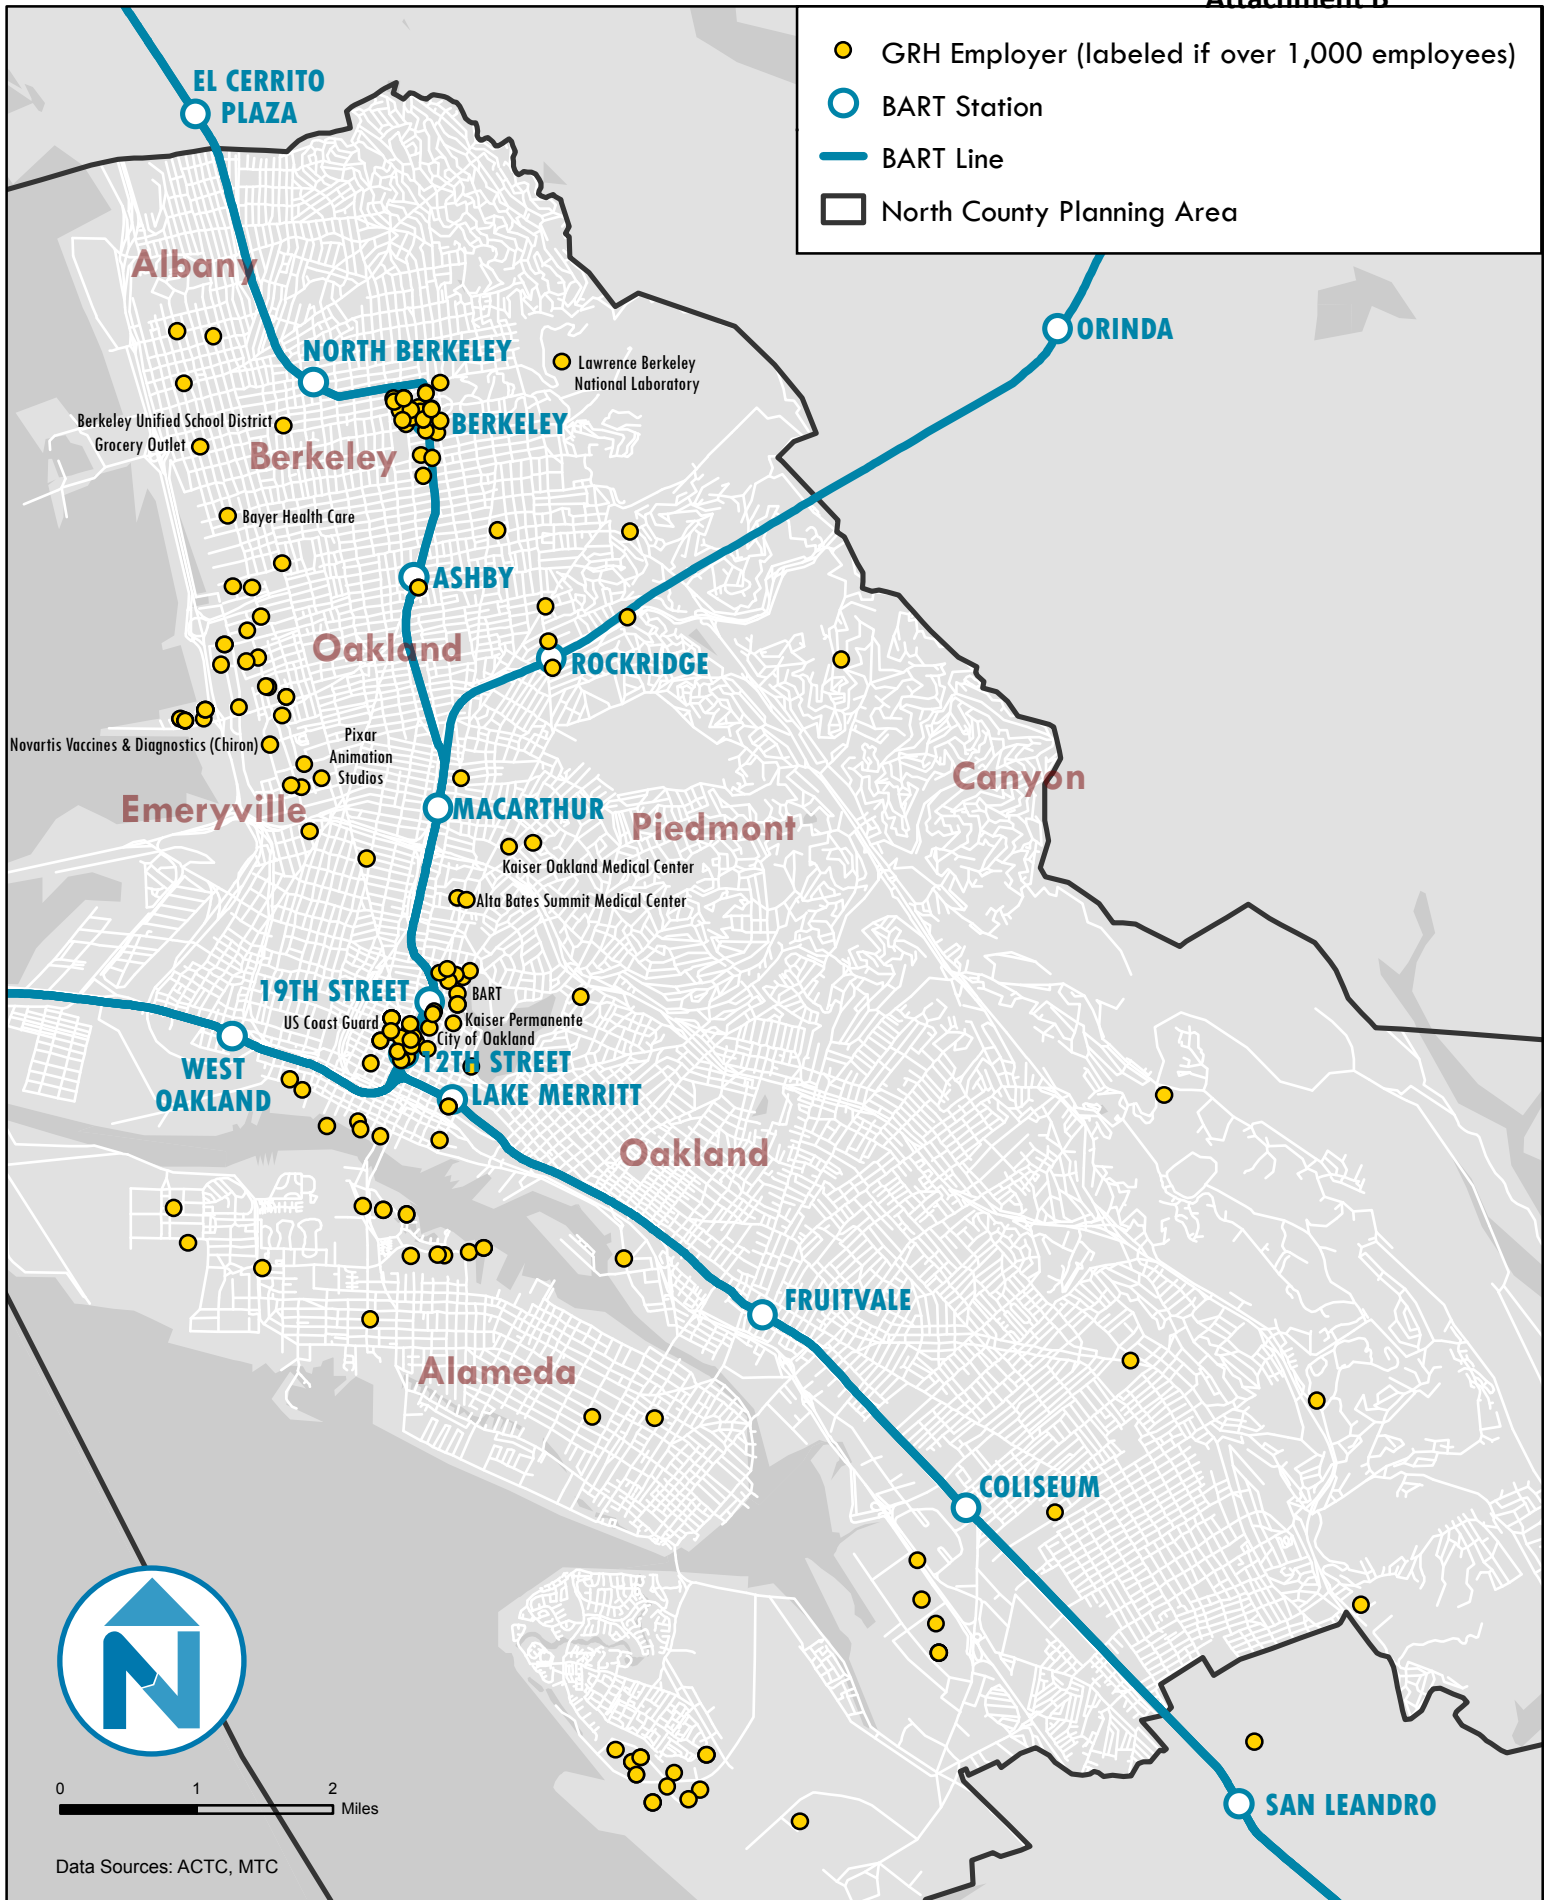 Attachment B
GRH Employer (labeled if over 1,000 employees)
BART Station
BART Line
North County Planning Area
EL CERRITO
PLAZA
Albany
ORINDA
NORTH BERKELEY
Lawrence Berkeley
National Laboratory
Berkeley Unified School District
Grocery Outlet
BERKELEY
Berkeley
Bayer Health Care
ASHBY
Oakland
ROCKRIDGE
Novartis Vaccines & Diagnostics (Chiron)
Pixar
Animation
Studios
Canyon
Emeryville
MACARTHUR
Piedmont
Kaiser Oakland Medical Center
Alta Bates Summit Medical Center
19TH STREET
BART
US Coast Guard
Kaiser Permanente
City of Oakland
12TH STREET
WEST
OAKLAND
LAKE MERRITT
Oakland
FRUITVALE
Alameda
COLISEUM
N
0 1 2
Miles
SAN LEANDRO
Data Sources: ACTC, MTC